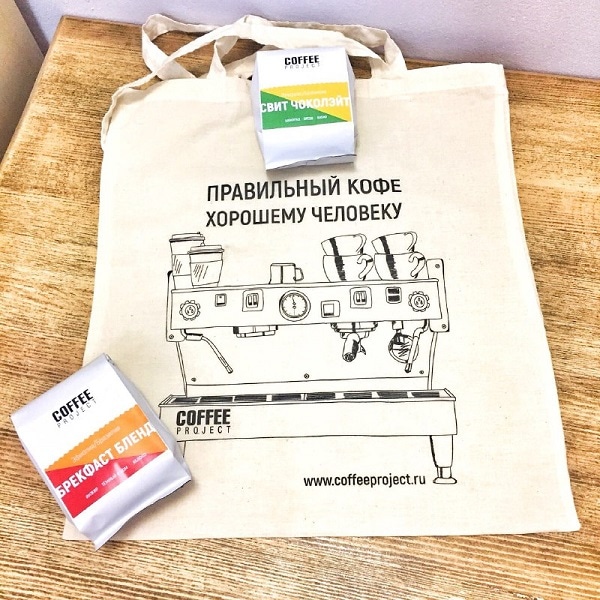 COFFEE
PROJECT
СВИТ ЧОКОЛЭЙТ
ПРАВИЛЬНЫЙ КОФЕ
ХОРОШЕМУ ЧЕЛОВЕКУ
COFFEE
PROJECT
www.coffeeproject.ru
COFFEE
PROJECT
БРЕКФАСТ БЛЕНД